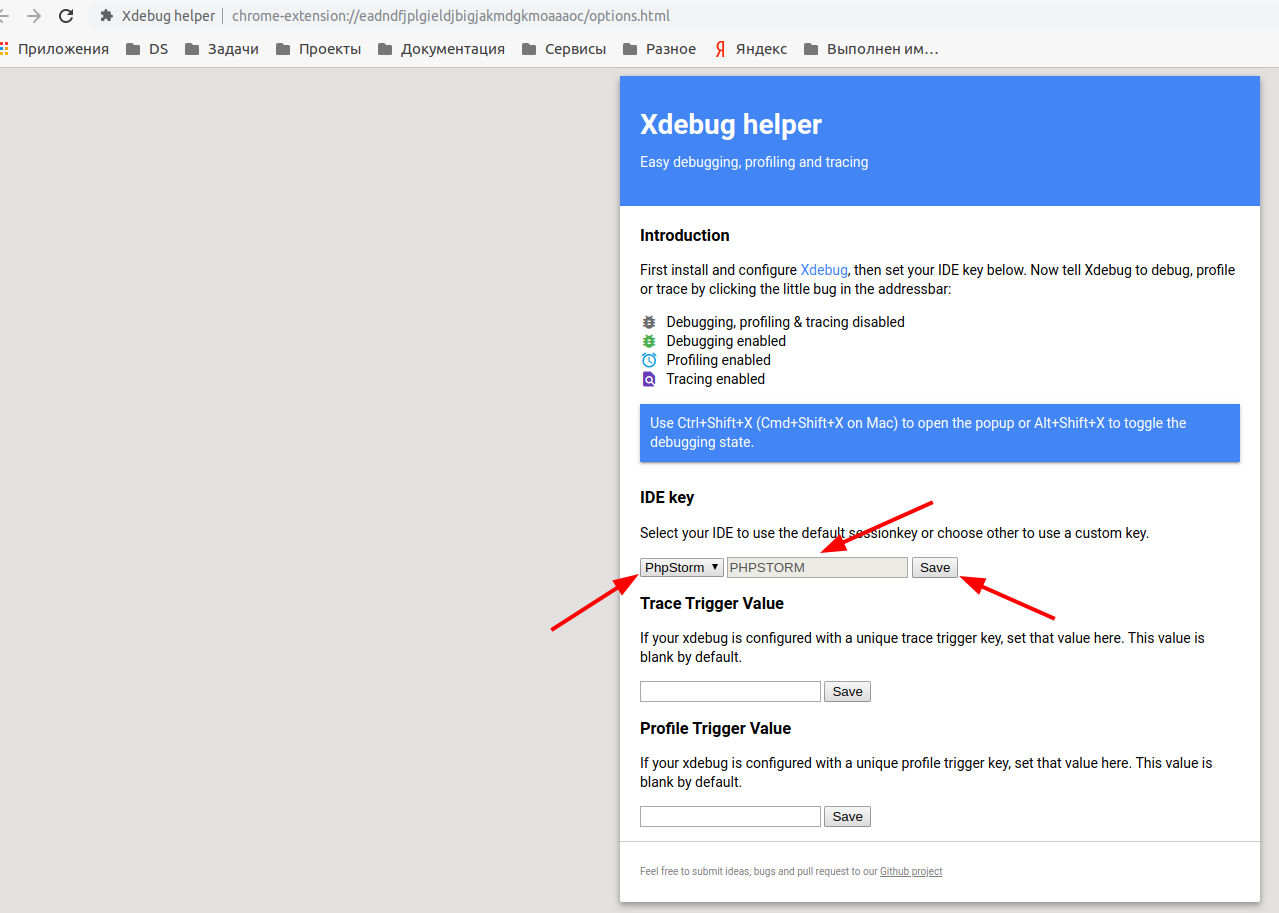 Xdebug helper | chrome-extension://eadndfjplgieldjbigjakmdgkmoaaaoc/options.html
Приложения DS Задачи Проекты Документация Сервисы Разное Яндекс Выполнен им…
Xdebug helper
Easy debugging, profiling and tracing
Introduction
First install and configure Xdebug, then set your IDE key below. Now tell Xdebug to debug, profile
or trace by clicking the little bug in the addressbar:
Debugging, profiling & tracing disabled
Debugging enabled
Profiling enabled
Tracing enabled
Use Ctrl+Shift+X (Cmd+Shift+X on Mac) to open the popup or Alt+Shift+X to toggle the
debugging state.
IDE key
Select your IDE to use the default sessionkey or choose other to use a custom key.
PhpStorm PHPSTORM Save
Trace Trigger Value
If your xdebug is configured with a unique trace trigger key, set that value here. This value is
blank by default.
Save
Profile Trigger Value
If your xdebug is configured with a unique profile trigger key, set that value here. This value is
blank by default.
Save
Feel free to submit ideas, bugs and pull request to our Github project